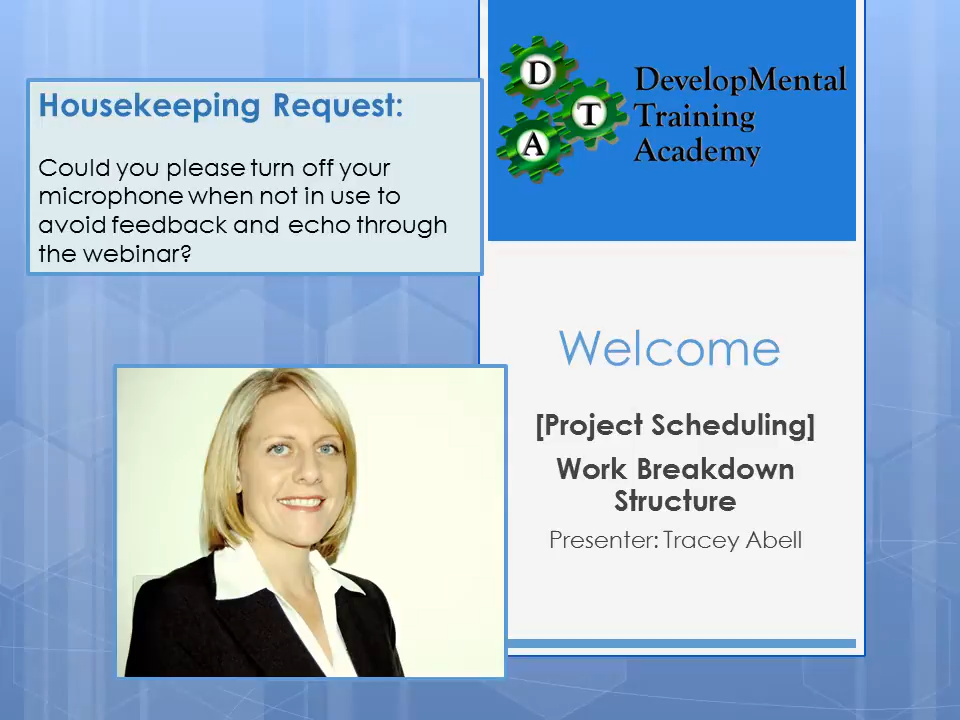 Housekeeping Request:
Could you please turn off your
microphone when not in use to
avoid feedback and echo through
the webinar?
D
T
A
DevelopMental
Training
Academy
Welcome
[Project Scheduling]
Work Breakdown
Structure
Presenter: Tracey Abell